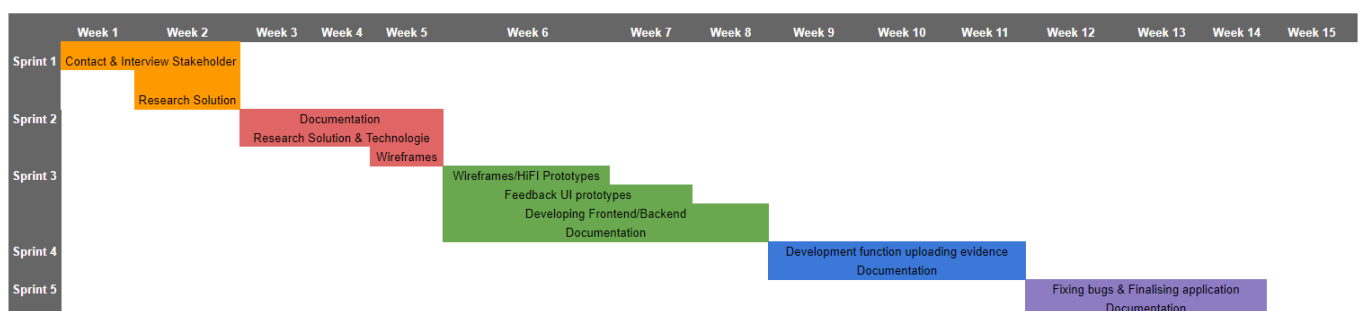 Week 1 Week 2 Week 3 Week 4 Week 5 Week 6 Week 7 Week 8 Week 9 Week 10 Week 11 Week 12 Week 13 Week 14 Week 15
Sprint 1 Contact & Interview Stakeholder
Research Solution
Sprint 2 Documentation
Research Solution & Technologie
Wireframes
Sprint 3 Wireframes/HiFI Prototypes
Feedback UI prototypes
Developing Frontend/Backend
Documentation
Sprint 4 Development function uploading evidence
Documentation
Sprint 5 Fixing bugs & Finalising application
Documentation